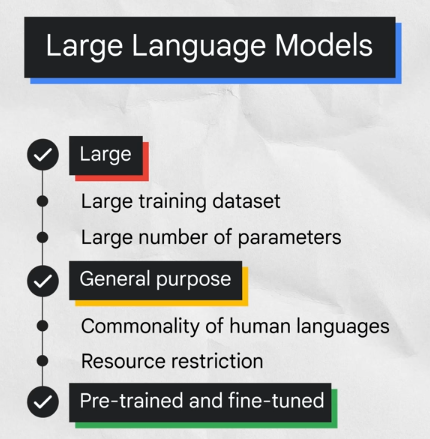 Large Language Models
Large
Large training dataset
Large number of parameters
General purpose
Commonality of human languages
Resource restriction
Pre-trained and fine-tuned